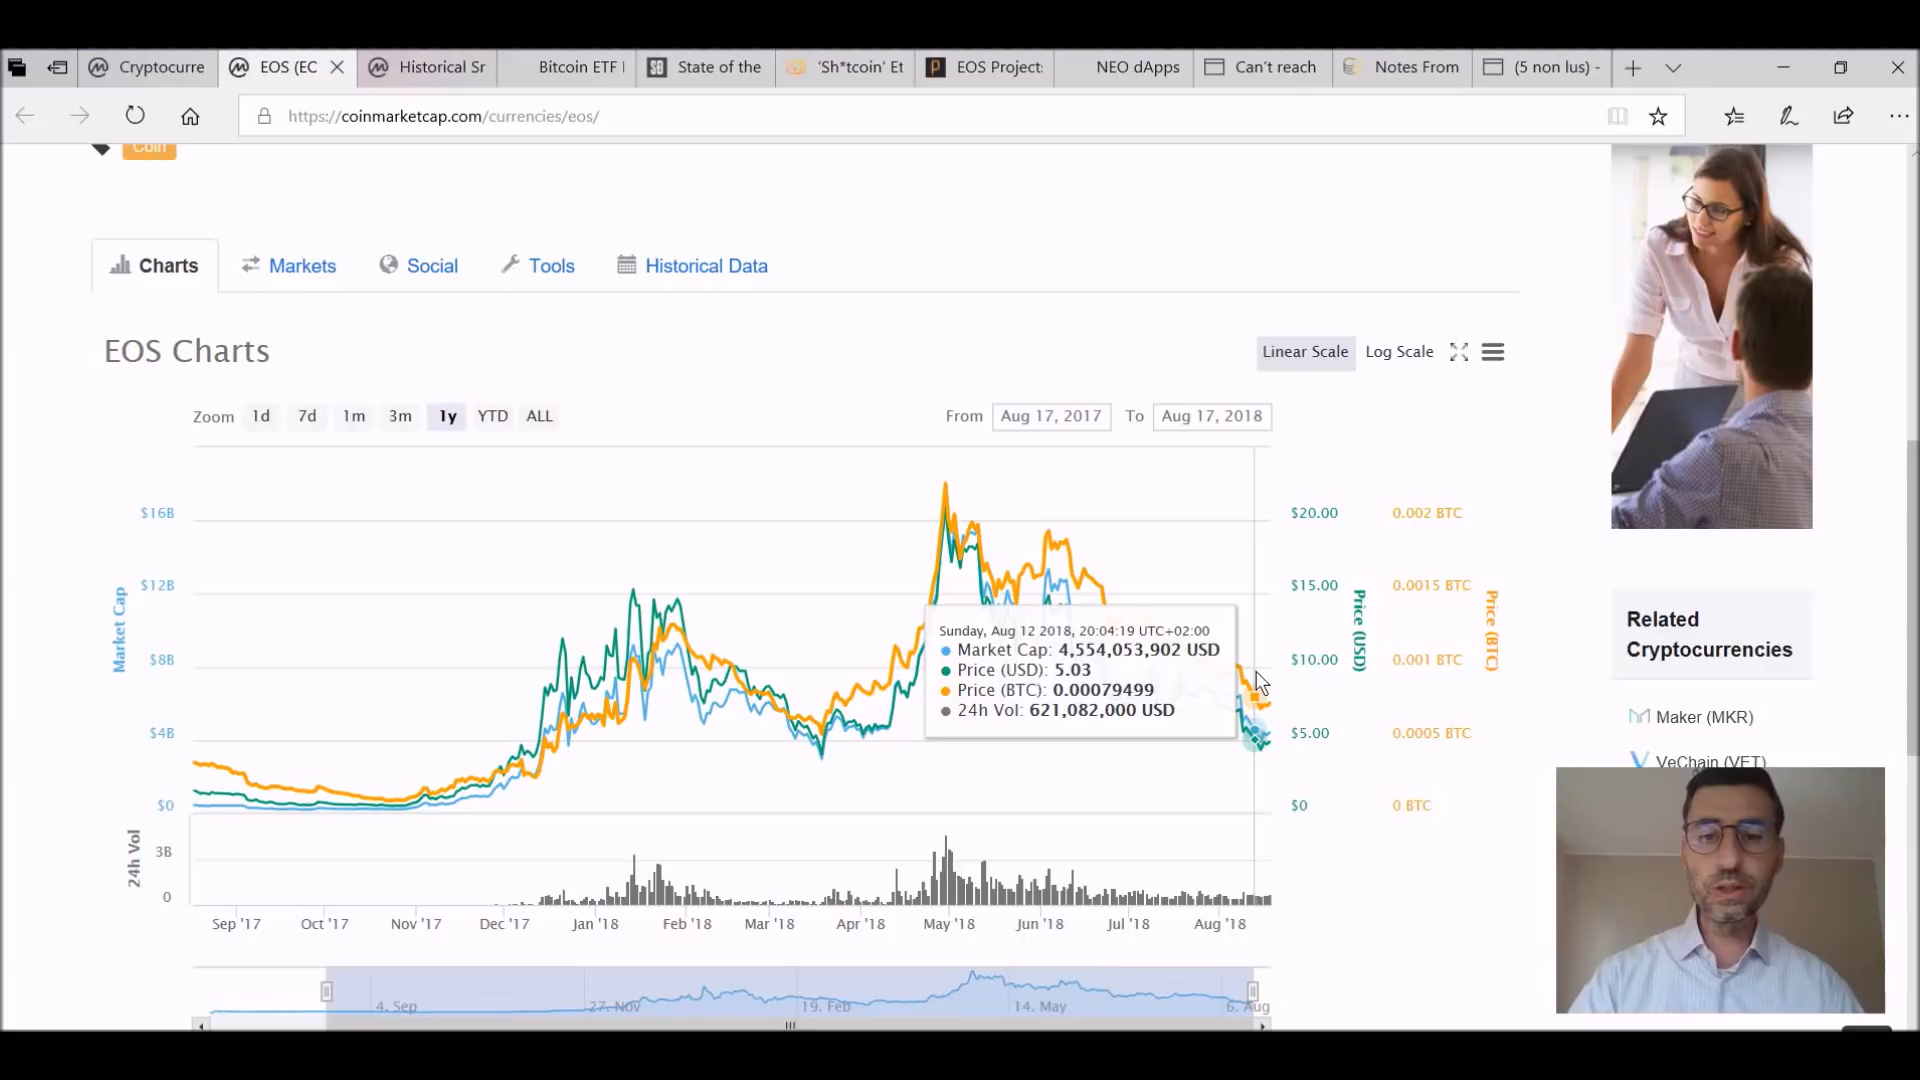 Cryptocurre
EOS (EC
Historical Sr
Bitcoin ETF
State of the
'Sh*tcoin' Et
EOS Projects
NEO dApps
Can't reach
Notes From
(5 non lus) -
https://coinmarketcap.com/currencies/eos/
Coin
Charts
Markets
Social
Tools
Historical Data
EOS Charts
Linear Scale
Log Scale
Zoom 1d 7d 1m 3m 1y YTD ALL
From Aug 17, 2017 To Aug 17, 2018
$16B
$12B
$8B
$4B
$0
Market Cap
$20.00
$15.00
$10.00
$5.00
$0
Price (USD)
0.002 BTC
0.0015 BTC
0.001 BTC
0.0005 BTC
0 BTC
Price (BTC)
Sunday, Aug 12 2018, 20:04:19 UTC+02:00
Market Cap: 4,554,053,902 USD
Price (USD): 5.03
Price (BTC): 0.00079499
24h Vol: 621,082,000 USD
24h Vol
3B
0
Sep '17
Oct '17
Nov '17
Dec '17
Jan '18
Feb '18
Mar '18
Apr '18
May '18
Jun '18
Jul '18
Aug '18
4. Sep
27. Nov
19. Feb
14. May
6. Aug
Related
Cryptocurrencies
Maker (MKR)
VeChain (VET)